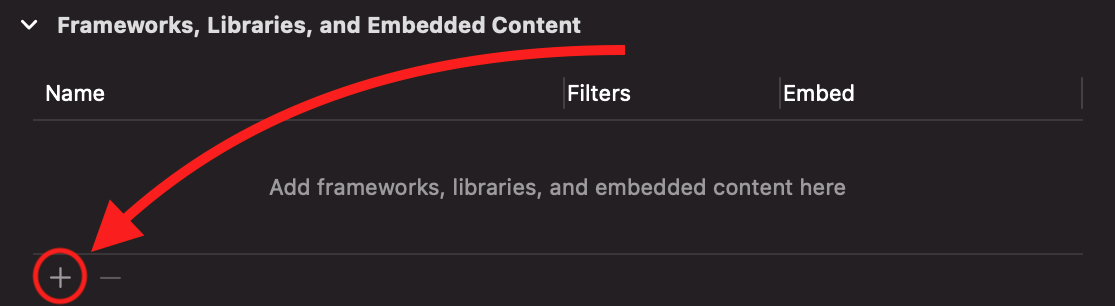 Frameworks, Libraries, and Embedded Content
Name Filters Embed
Add frameworks, libraries, and embedded content here